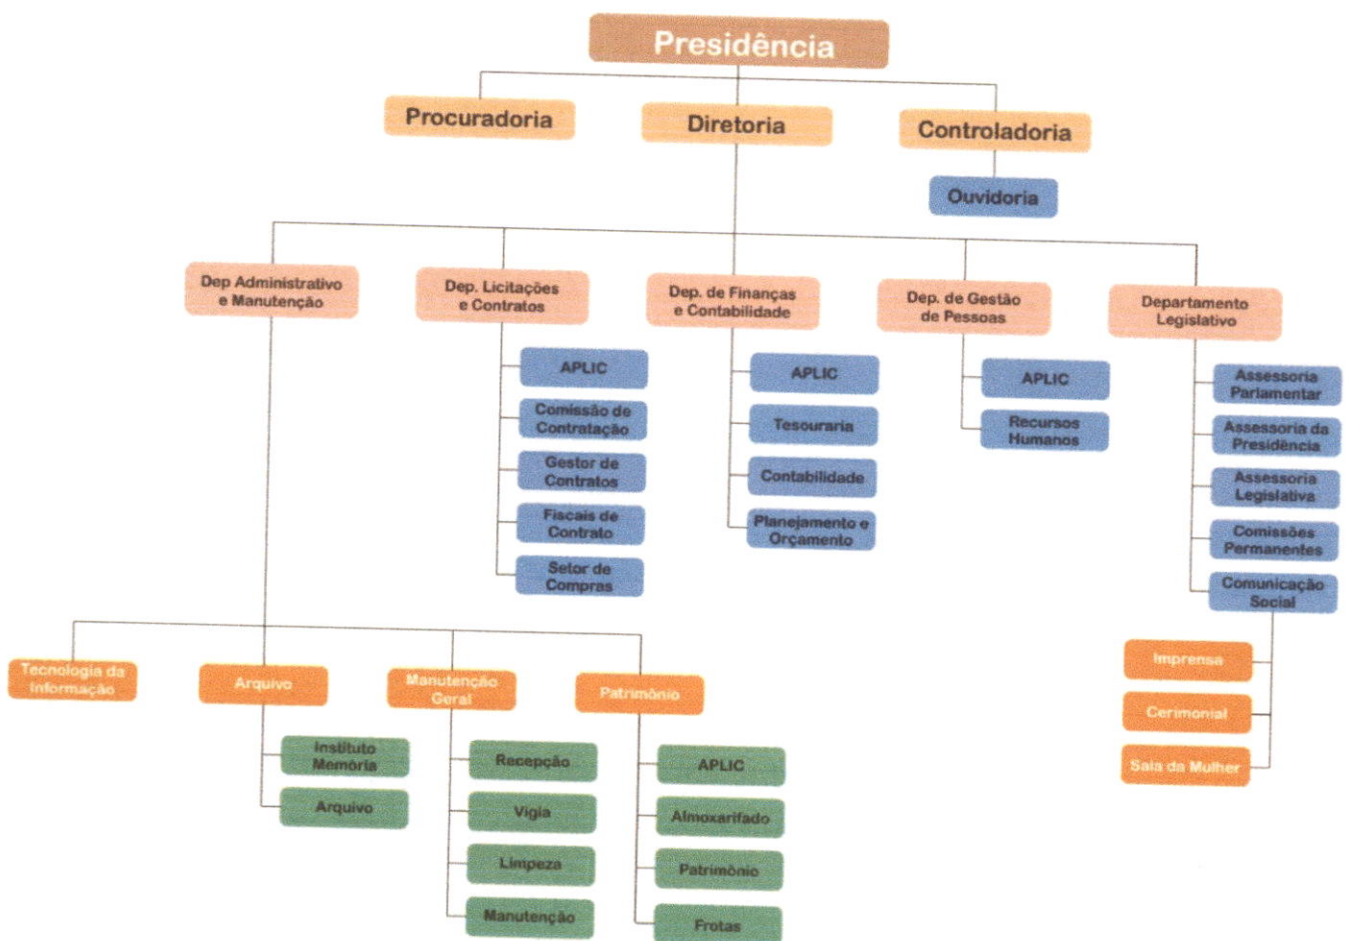 Presidência
Procuradoria
Diretoria
Controladoria
Ouvidoria
Dep Administrativo
e Manutenção
Dep. Licitações
e Contratos
Dep. de Finanças
e Contabilidade
Dep. de Gestão
de Pessoas
Departamento
Legislativo
APLIC
Comissão de
Contratação
Gestor de
Contratos
Fiscais de
Contrato
Setor de
Compras
APLIC
Tesouraria
Contabilidade
Planejamento e
Orçamento
APLIC
Recursos
Humanos
Assessoria
Parlamentar
Assessoria da
Presidência
Assessoria
Legislativa
Comissões
Permanentes
Comunicação
Social
Imprensa
Cerimonial
Sala da Mulher
Tecnologia da
Informação
Arquivo
Manutenção
Geral
Patrimônio
Instituto
Memória
Arquivo
Recepção
Vigia
Limpeza
Manutenção
APLIC
Almoxarifado
Patrimônio
Frotas